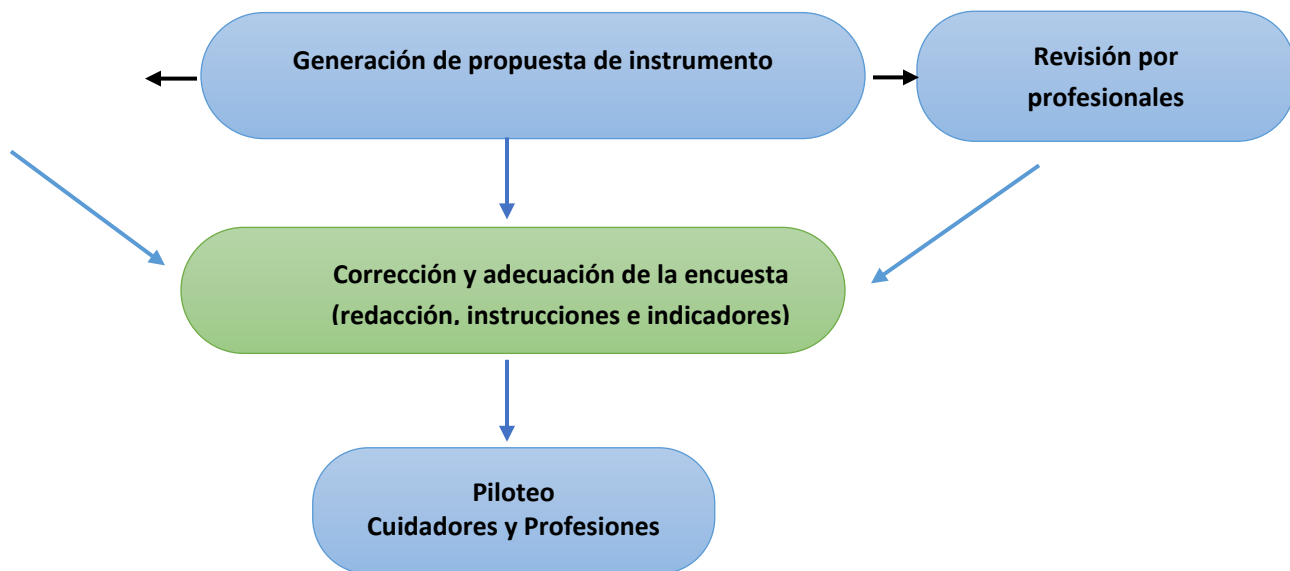 Generación de propuesta de instrumento
Revisión por
profesionales
Corrección y adecuación de la encuesta
(redacción, instrucciones e indicadores)
Piloteo
Cuidadores y Profesiones